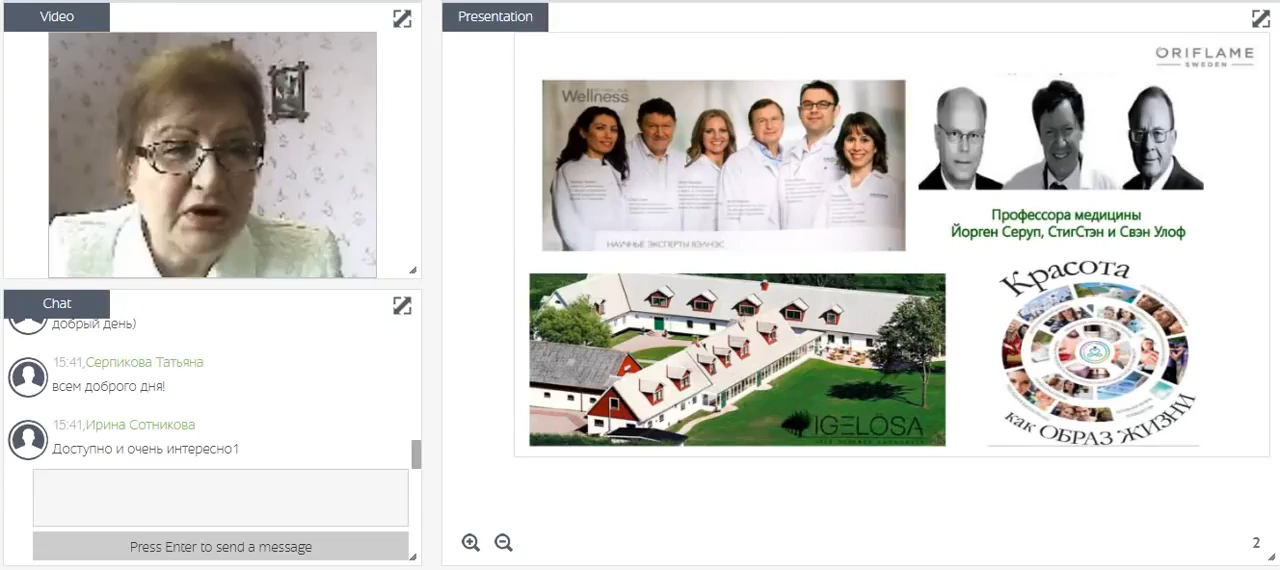 Video
Chat
добрый день)
15:41,Серпикова Татьяна
всем доброго дня!
15:41,Ирина Сотникова
Доступно и очень интересно1
Press Enter to send a message
Presentation
ORIFLAME
SWEDEN
Wellness
НАУЧНЫЕ ЭКСПЕРТЫ ВЭЛНЭС
Профессора медицины
Йорген Серуп, СтигСтэн и Свэн Улоф
IGELÖSA
Красота
как ОБРАЗ ЖИЗНИ
2